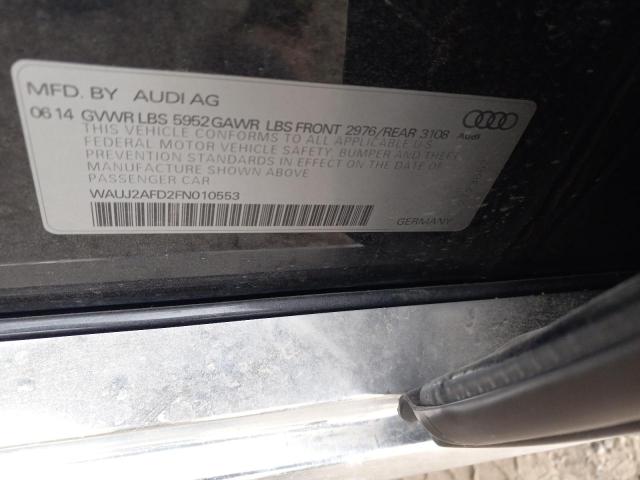 MFD. BY AUDI AG
06 14 GVWR LBS 5952 GAWR LBS FRONT 2976/REAR 3108
Audi
THIS VEHICLE CONFORMS TO ALL APPLICABLE U.S.
FEDERAL MOTOR VEHICLE SAFETY, BUMPER AND THEFT
PREVENTION STANDARDS IN EFFECT ON THE DATE OF
MANUFACTURE SHOWN ABOVE
PASSENGER CAR
WAUJ2AFD2FN010553
GERMANY